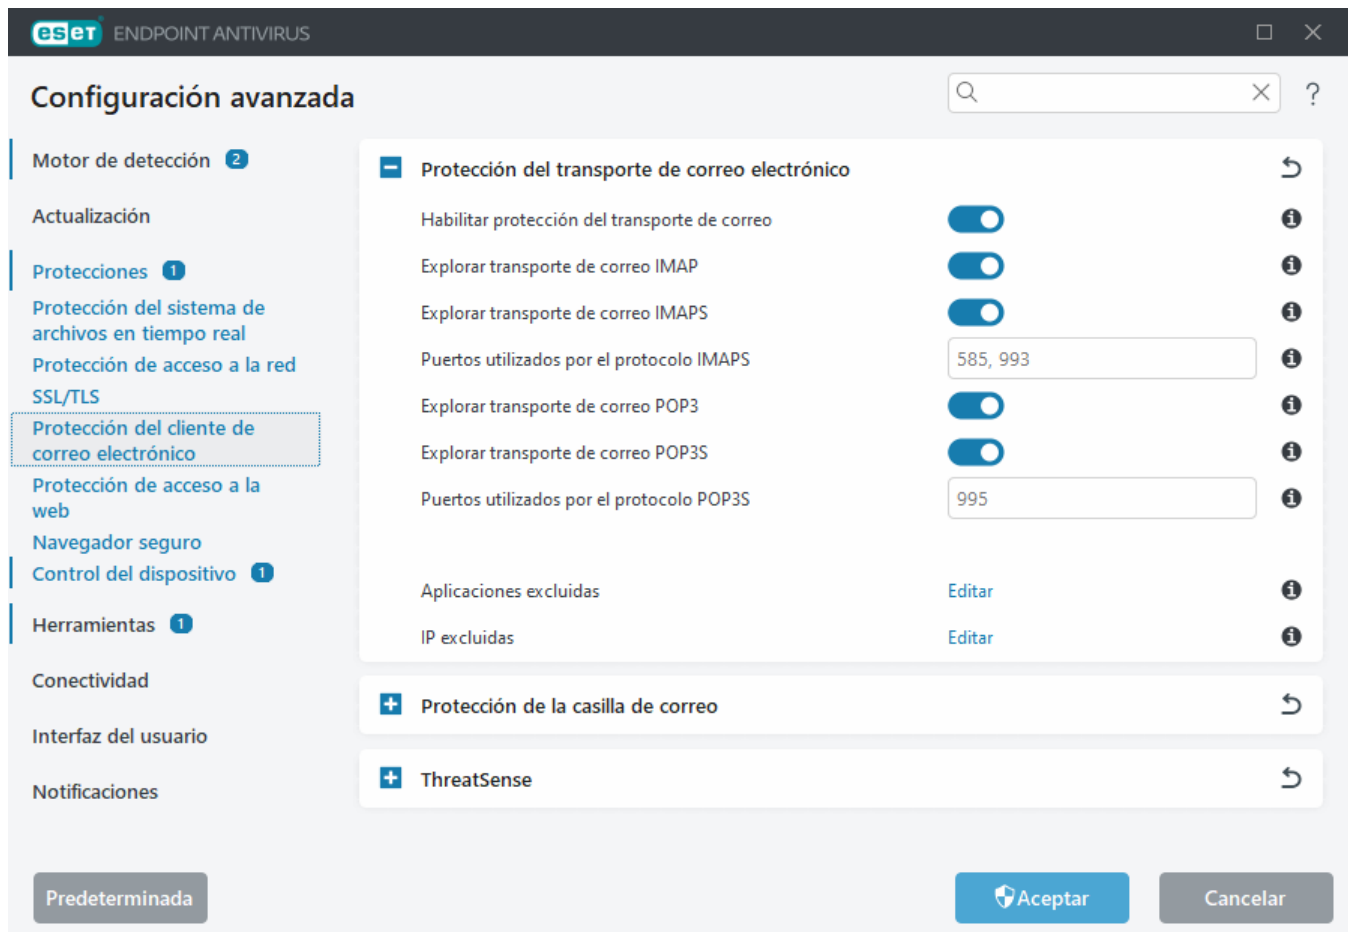 eset ENDPOINT ANTIVIRUS
Configuración avanzada
?
Motor de detección 2
Actualización
Protecciones 1
Protección del sistema de
archivos en tiempo real
Protección de acceso a la red
SSL/TLS
Protección del cliente de
correo electrónico
Protección de acceso a la
web
Navegador seguro
Control del dispositivo 1
Herramientas 1
Conectividad
Interfaz del usuario
Notificaciones
Protección del transporte de correo electrónico
Habilitar protección del transporte de correo
Explorar transporte de correo IMAP
Explorar transporte de correo IMAPS
Puertos utilizados por el protocolo IMAPS 585, 993
Explorar transporte de correo POP3
Explorar transporte de correo POP3S
Puertos utilizados por el protocolo POP3S 995
Aplicaciones excluidas Editar
IP excluidas Editar
Protección de la casilla de correo
ThreatSense
Predeterminada
Aceptar
Cancelar